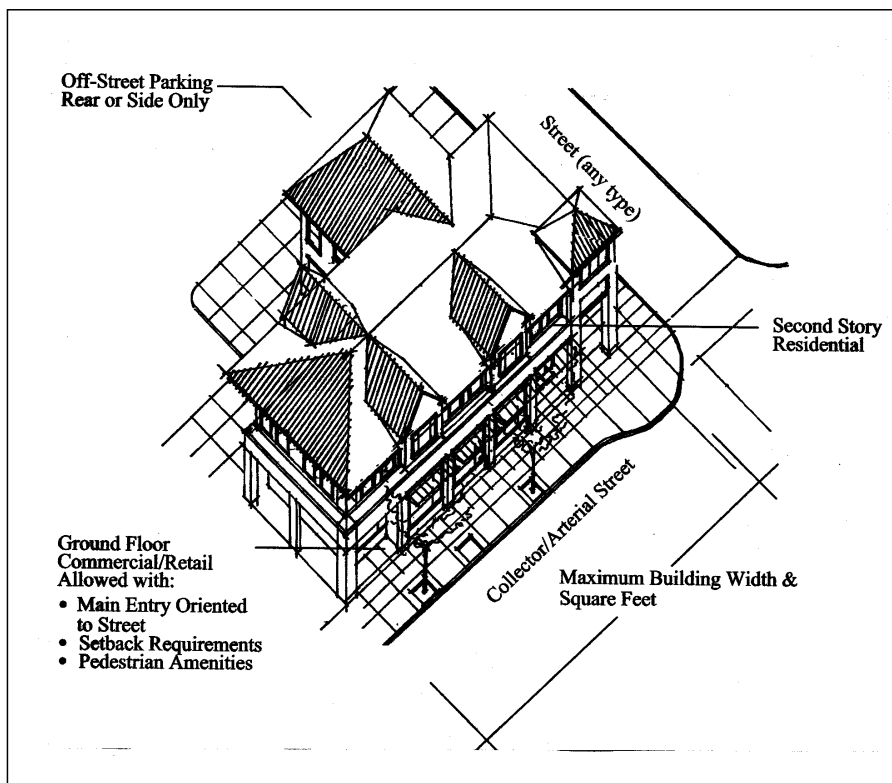 Off-Street Parking
Rear or Side Only
Street (any type)
Second Story
Residential
Ground Floor
Commercial/Retail
Allowed with:
• Main Entry Oriented
to Street
• Setback Requirements
• Pedestrian Amenities
Collector/Arterial Street
Maximum Building Width &
Square Feet